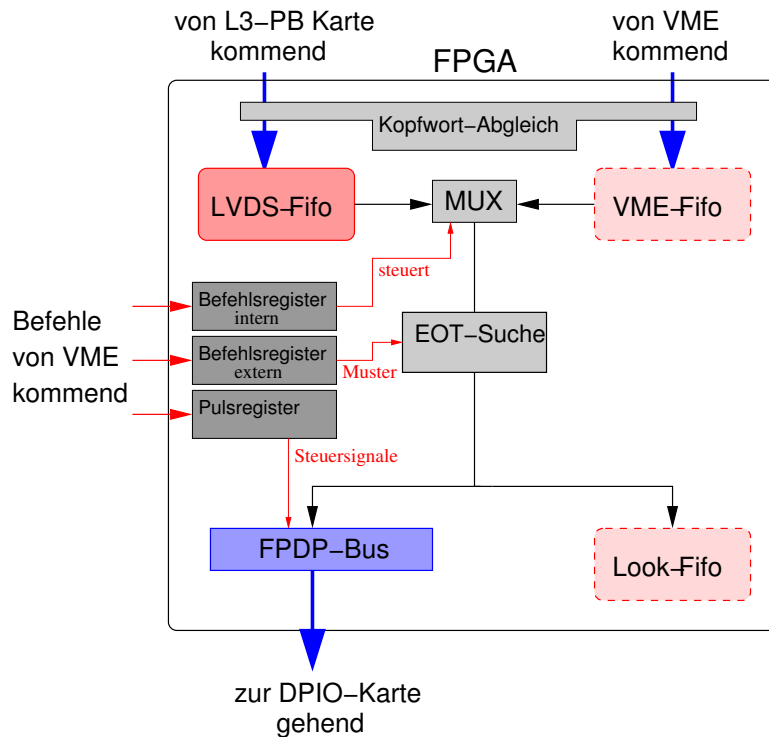 von L3–PB Karte
kommend
von VME
kommend
FPGA
Kopfwort–Abgleich
LVDS–Fifo
MUX
VME–Fifo
steuert
Befehle
von VME
kommend
Befehlsregister
intern
Befehlsregister
extern
Muster
EOT–Suche
Pulsregister
Steuersignale
FPDP–Bus
Look–Fifo
zur DPIO–Karte
gehend